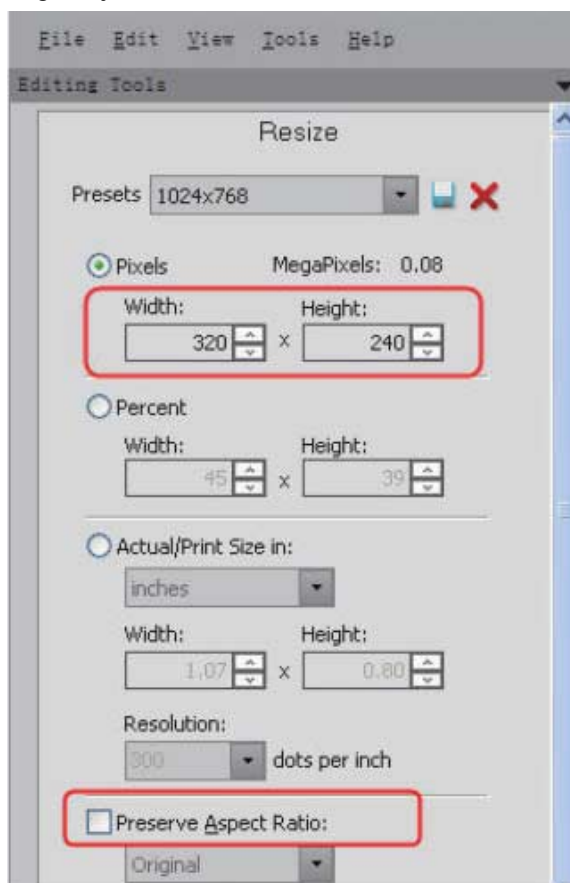 File Edit View Tools Help
Editing Tools
Resize
Presets 1024x768
Pixels MegaPixels: 0.08
Width: Height:
320 x 240
Percent
Width: Height:
45 x 39
Actual/Print Size in:
inches
Width: Height:
1.07 x 0.80
Resolution:
300 dots per inch
Preserve Aspect Ratio:
Original